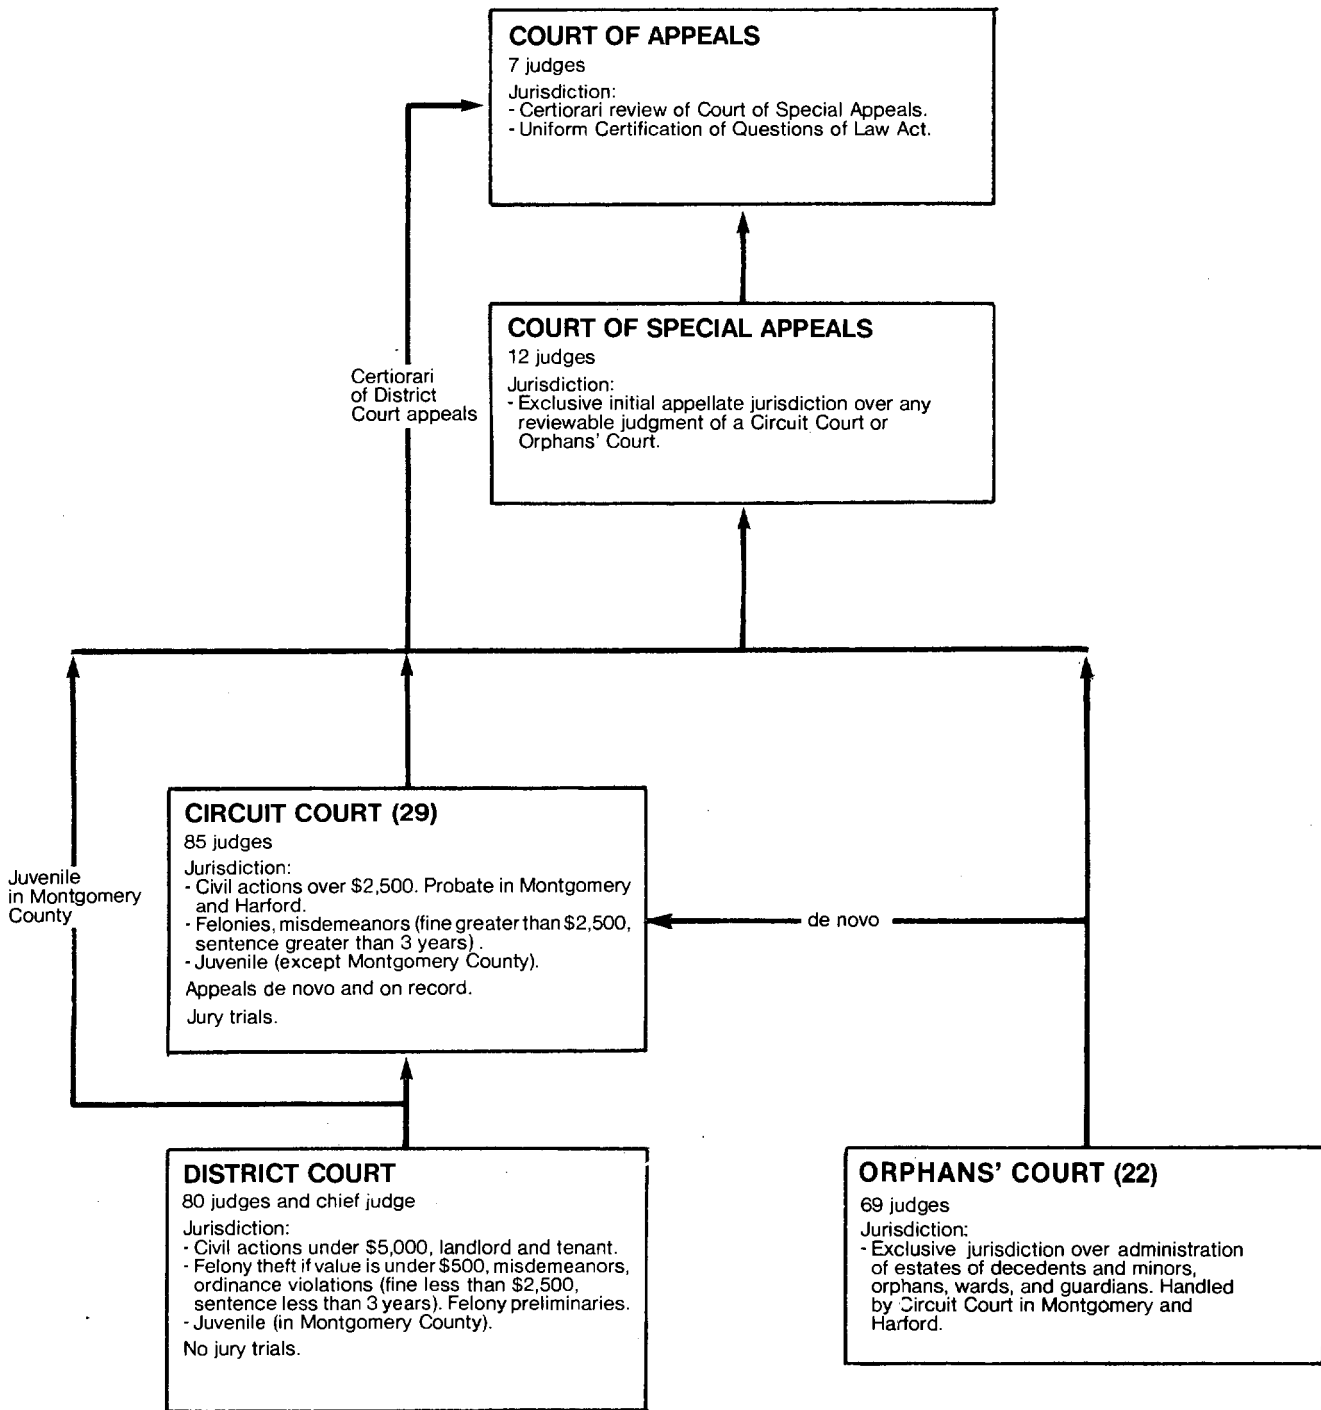 COURT OF APPEALS
7 judges
Jurisdiction:
- Certiorari review of Court of Special Appeals.
- Uniform Certification of Questions of Law Act.
COURT OF SPECIAL APPEALS
12 judges
Jurisdiction:
- Exclusive initial appellate jurisdiction over any
reviewable judgment of a Circuit Court or
Orphans' Court.
Certiorari
of District
Court appeals
CIRCUIT COURT (29)
85 judges
Jurisdiction:
- Civil actions over $2,500. Probate in Montgomery
and Harford.
- Felonies, misdemeanors (fine greater than $2,500,
sentence greater than 3 years).
- Juvenile (except Montgomery County).
Appeals de novo and on record.
Jury trials.
Juvenile
in Montgomery
County
de novo
DISTRICT COURT
80 judges and chief judge
Jurisdiction:
- Civil actions under $5,000, landlord and tenant.
- Felony theft if value is under $500, misdemeanors,
ordinance violations (fine less than $2,500,
sentence less than 3 years). Felony preliminaries.
- Juvenile (in Montgomery County).
No jury trials.
ORPHANS' COURT (22)
69 judges
Jurisdiction:
- Exclusive jurisdiction over administration
of estates of decedents and minors,
orphans, wards, and guardians. Handled
by Circuit Court in Montgomery and
Harford.